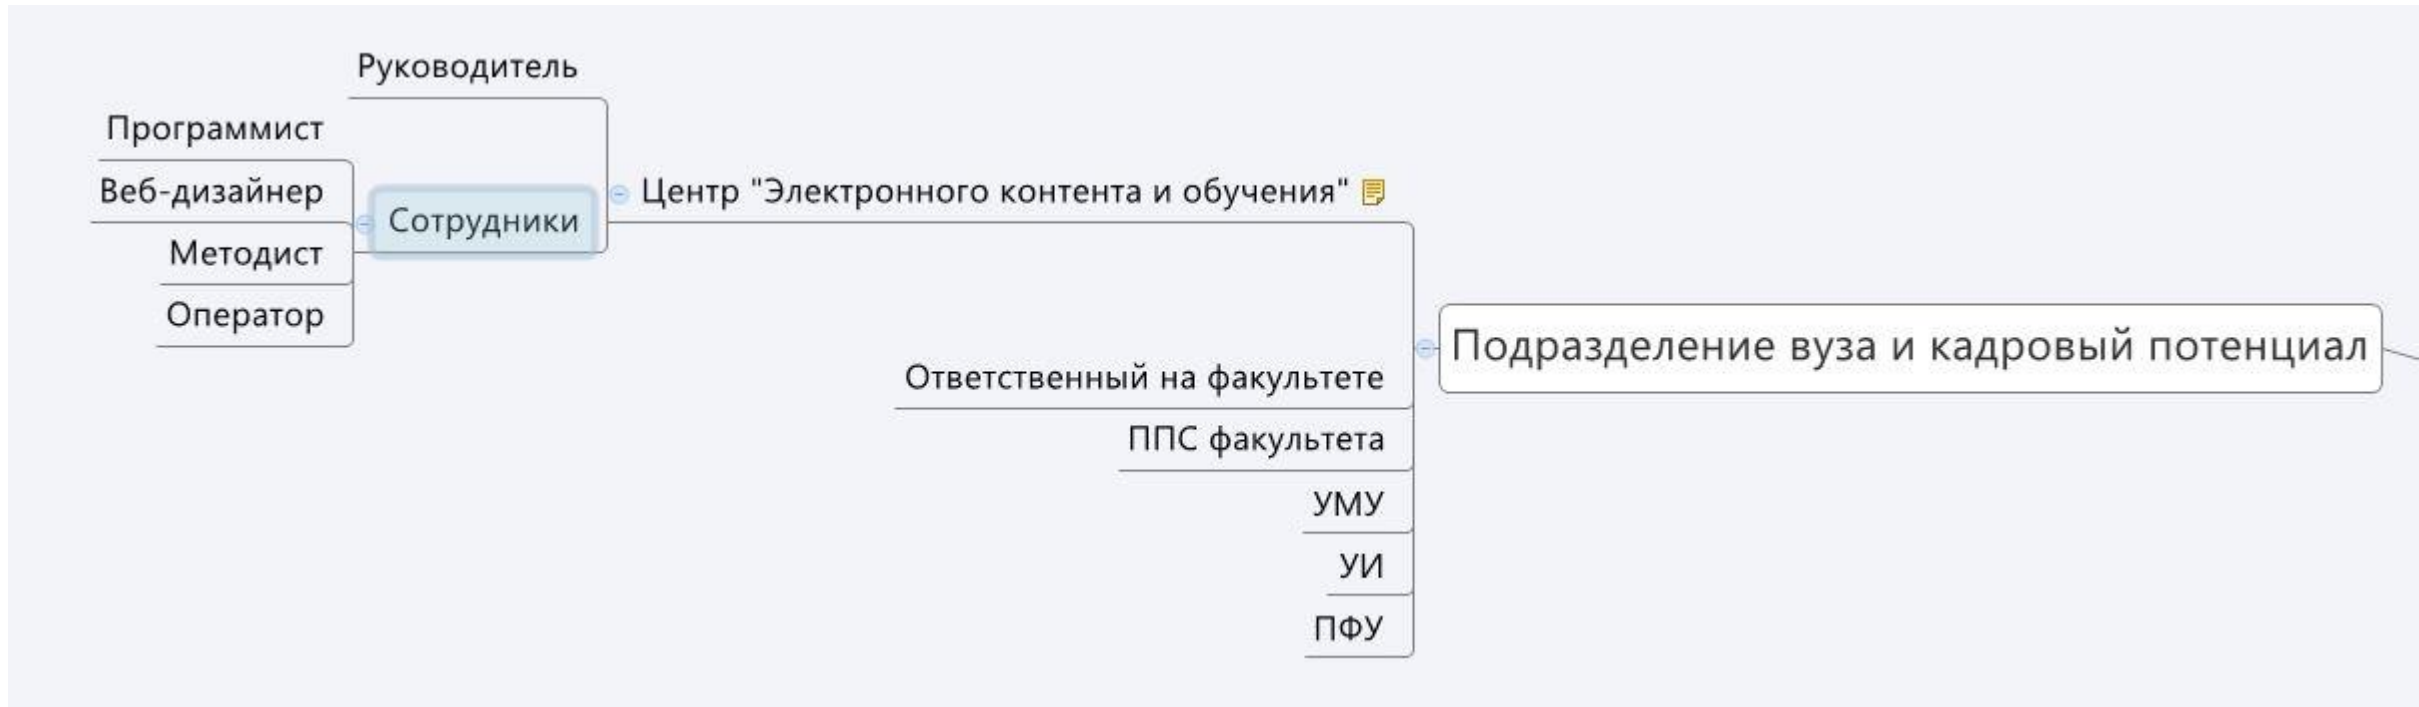 Руководитель
Программист
Веб-дизайнер
Центр "Электронного контента и обучения"
Сотрудники
Методист
Оператор
Подразделение вуза и кадровый потенциал
Ответственный на факультете
ППС факультета
УМУ
УИ
ПФУ